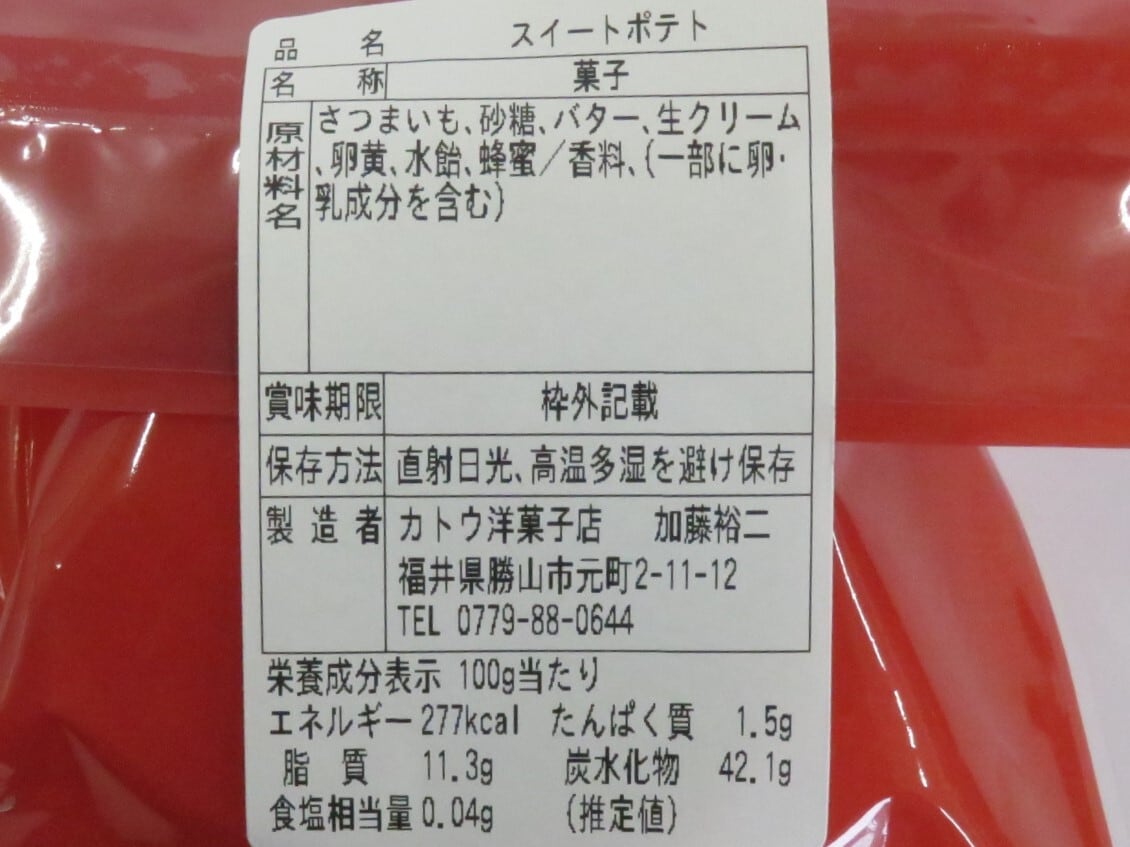 品名 スイートポテト
名称 菓子
原材料名 さつまいも、砂糖、バター、生クリーム
、卵黄、水飴、蜂蜜／香料、(一部に卵・
乳成分を含む)
賞味期限 枠外記載
保存方法 直射日光、高温多湿を避け保存
製造者 カトウ洋菓子店 加藤裕二
福井県勝山市元町2-11-12
TEL 0779-88-0644
栄養成分表示 100g当たり
エネルギー277kcal たんぱく質 1.5g
脂質 11.3g 炭水化物 42.1g
食塩相当量0.04g (推定値)